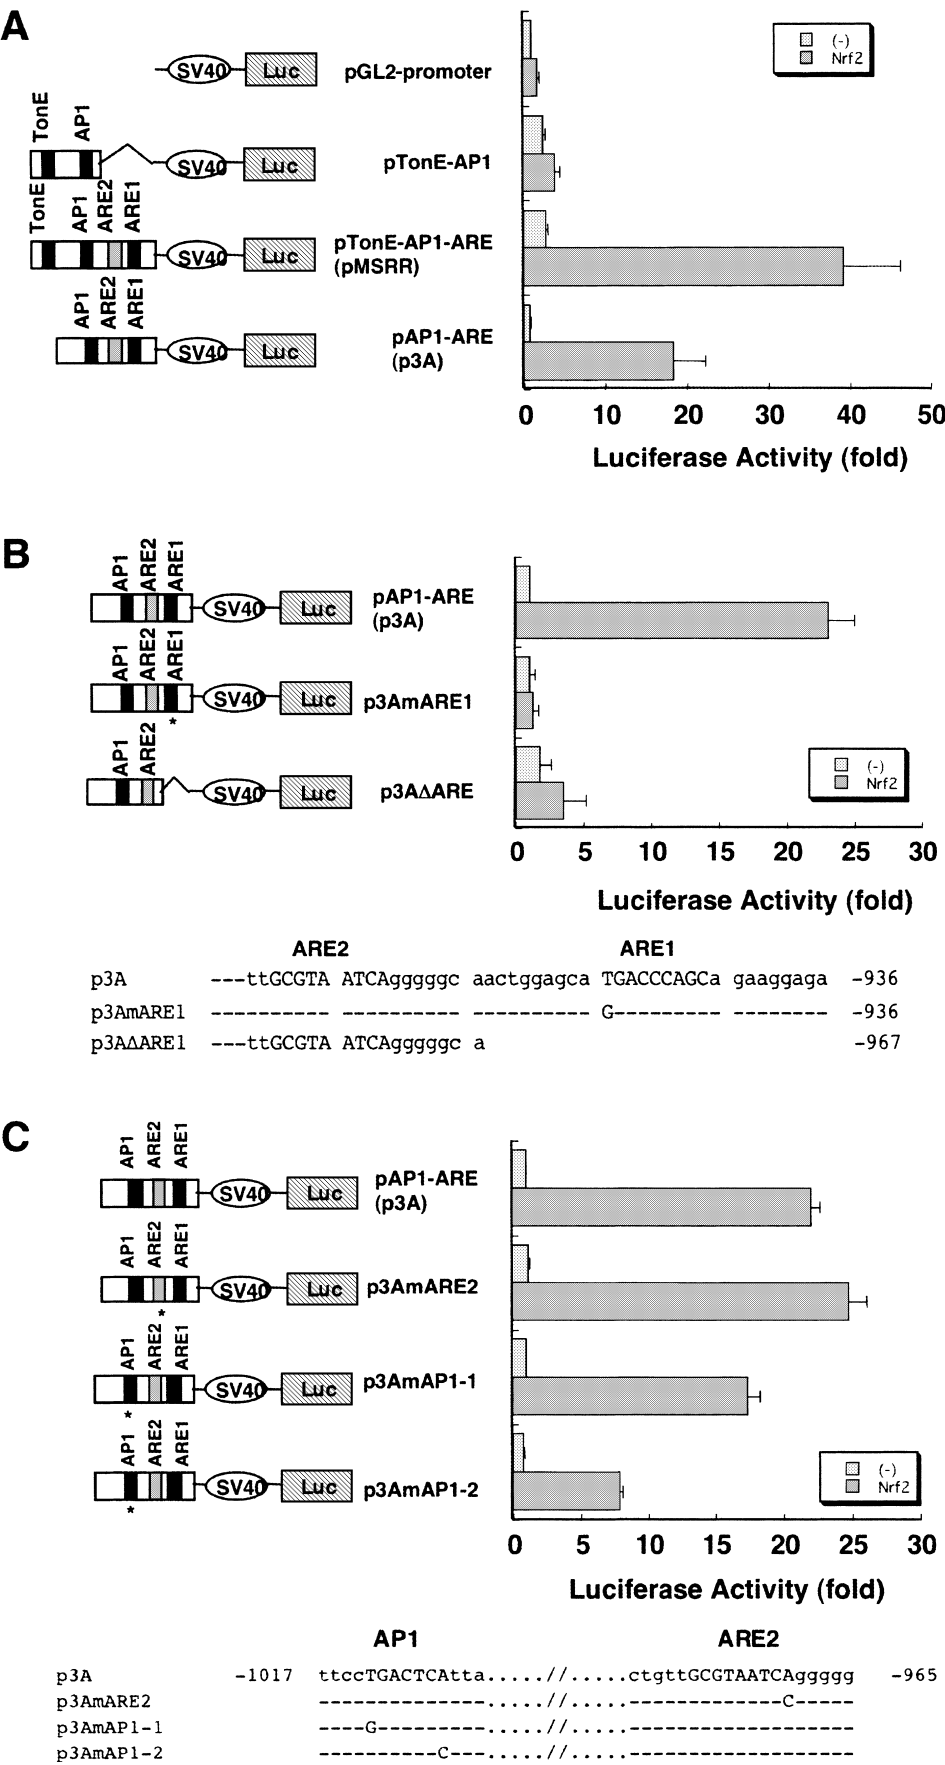 A
(-)
Nrf2
SV40 Luc pGL2-promoter
TonE AP1
SV40 Luc pTonE-AP1
TonE AP1 ARE2 ARE1
SV40 Luc pTonE-AP1-ARE
(pMSRR)
AP1 ARE2 ARE1
SV40 Luc pAP1-ARE
(p3A)
0 10 20 30 40 50
Luciferase Activity (fold)
B
AP1 ARE2 ARE1
SV40 Luc pAP1-ARE
(p3A)
AP1 ARE2 ARE1
SV40 Luc p3AmARE1
*
AP1 ARE2
SV40 Luc p3AΔARE
(-)
Nrf2
0 5 10 15 20 25 30
Luciferase Activity (fold)
ARE2 ARE1
p3A ---ttGCGTA ATCAgggggc aactggagca TGACCCAGCa gaaggaga -936
p3AmARE1 ---------- ---------- ---------- G--------- -------- -936
p3AΔARE1 ---ttGCGTA ATCAgggggc a -967
C
AP1 ARE2 ARE1
SV40 Luc pAP1-ARE
(p3A)
AP1 ARE2 ARE1
SV40 Luc p3AmARE2
*
AP1 ARE2 ARE1
SV40 Luc p3AmAP1-1
*
AP1 ARE2 ARE1
SV40 Luc p3AmAP1-2
*
(-)
Nrf2
0 5 10 15 20 25 30
Luciferase Activity (fold)
AP1 ARE2
p3A -1017 ttccTGACTCAtta.....//.....ctgttGCGTAATCAggggg -965
p3AmARE2 --------------.....//.....-------------C-----
p3AmAP1-1 ----G---------.....//.....-------------------
p3AmAP1-2 ----------C---.....//.....-------------------